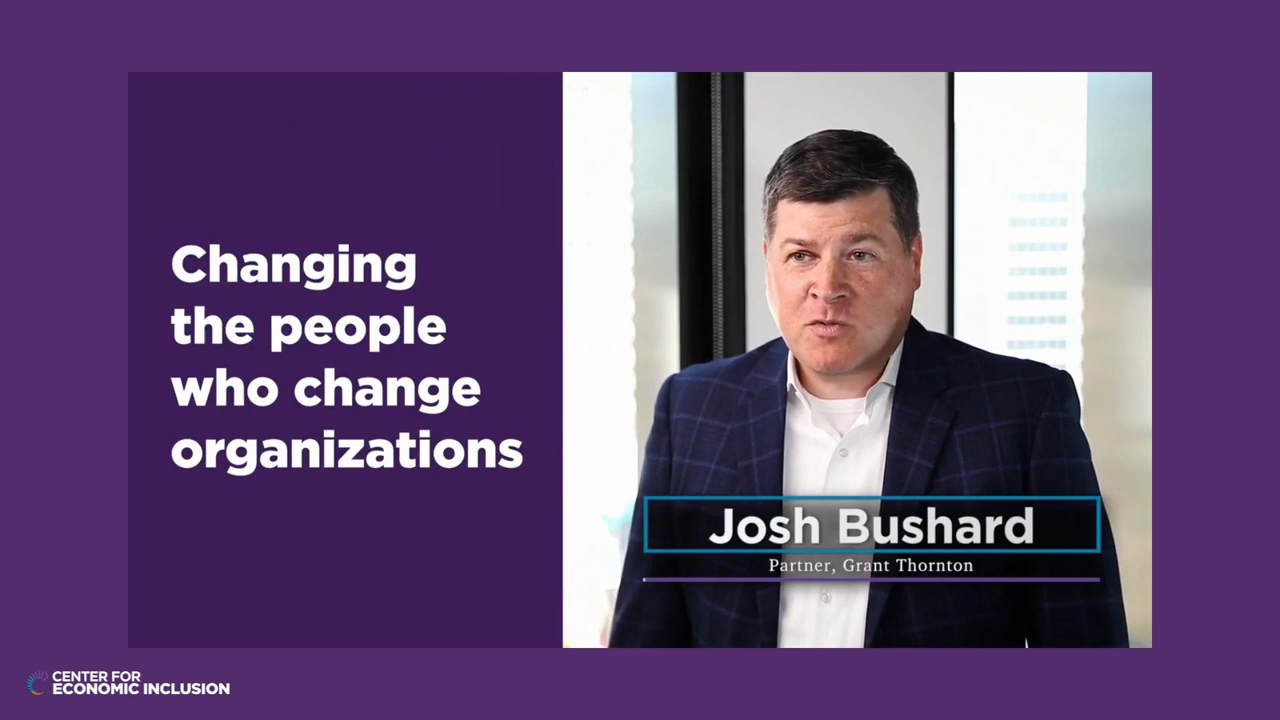 Changing
the people
who change
organizations
Josh Bushard
Partner, Grant Thornton
CENTER FOR
ECONOMIC INCLUSION